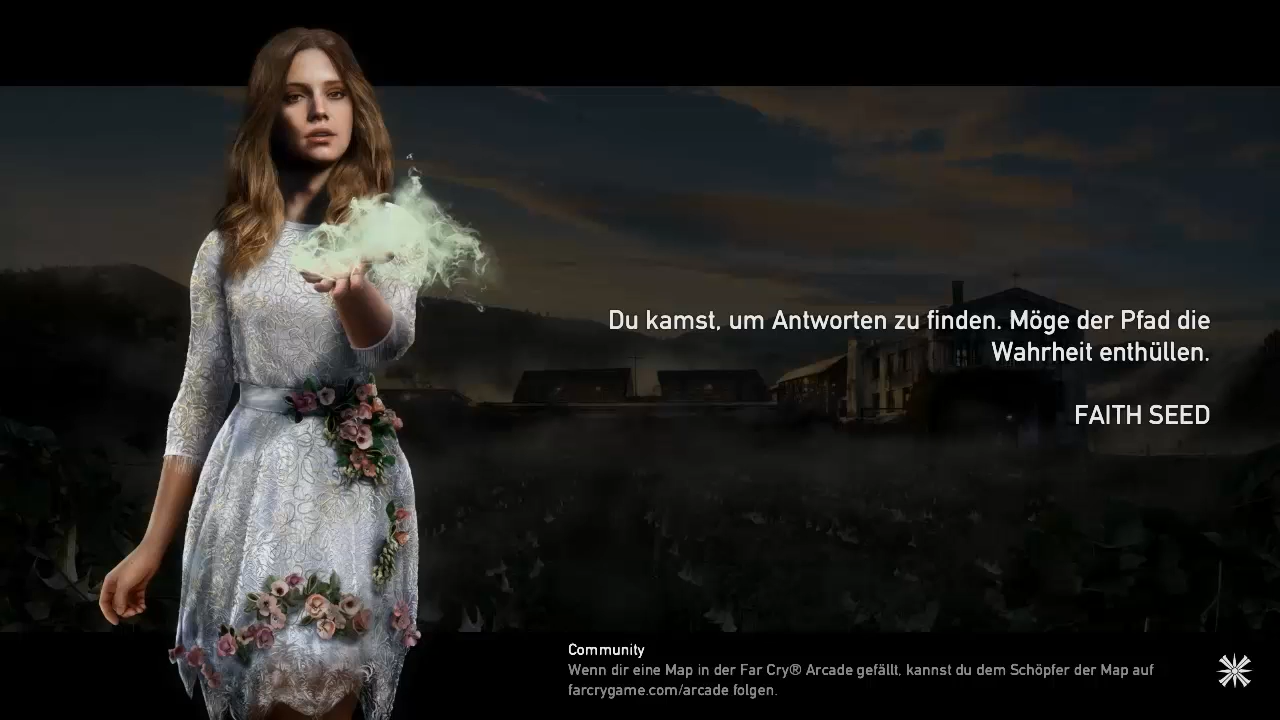 Du kamst, um Antworten zu finden. Möge der Pfad die
Wahrheit enthüllen.
FAITH SEED
Community
Wenn dir eine Map in der Far Cry® Arcade gefällt, kannst du dem Schöpfer der Map auf
farcrygame.com/arcade folgen.